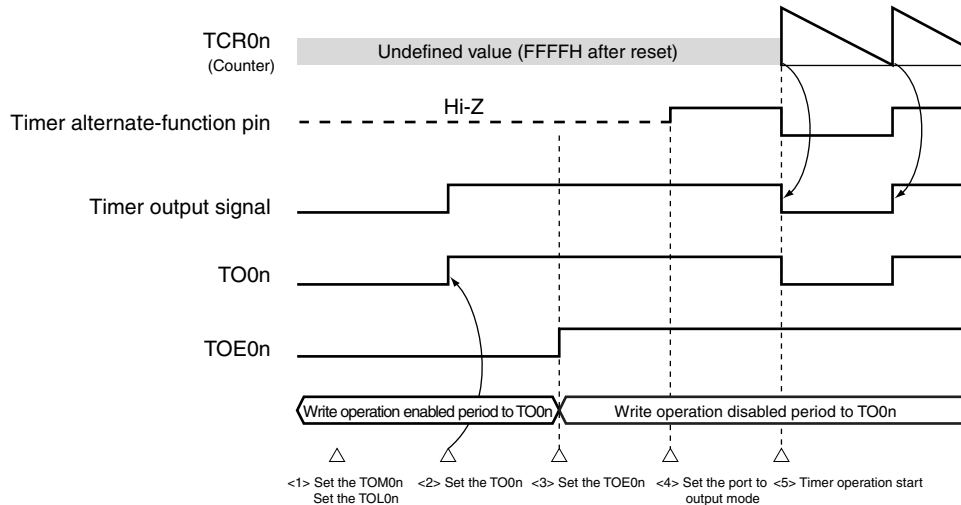 TCR0n
(Counter)
Undefined value (FFFFH after reset)
Hi-Z
Timer alternate-function pin
Timer output signal
TO0n
TOE0n
Write operation enabled period to TO0n
Write operation disabled period to TO0n
<1> Set the TOM0n
Set the TOL0n
<2> Set the TO0n
<3> Set the TOE0n
<4> Set the port to
output mode
<5> Timer operation start